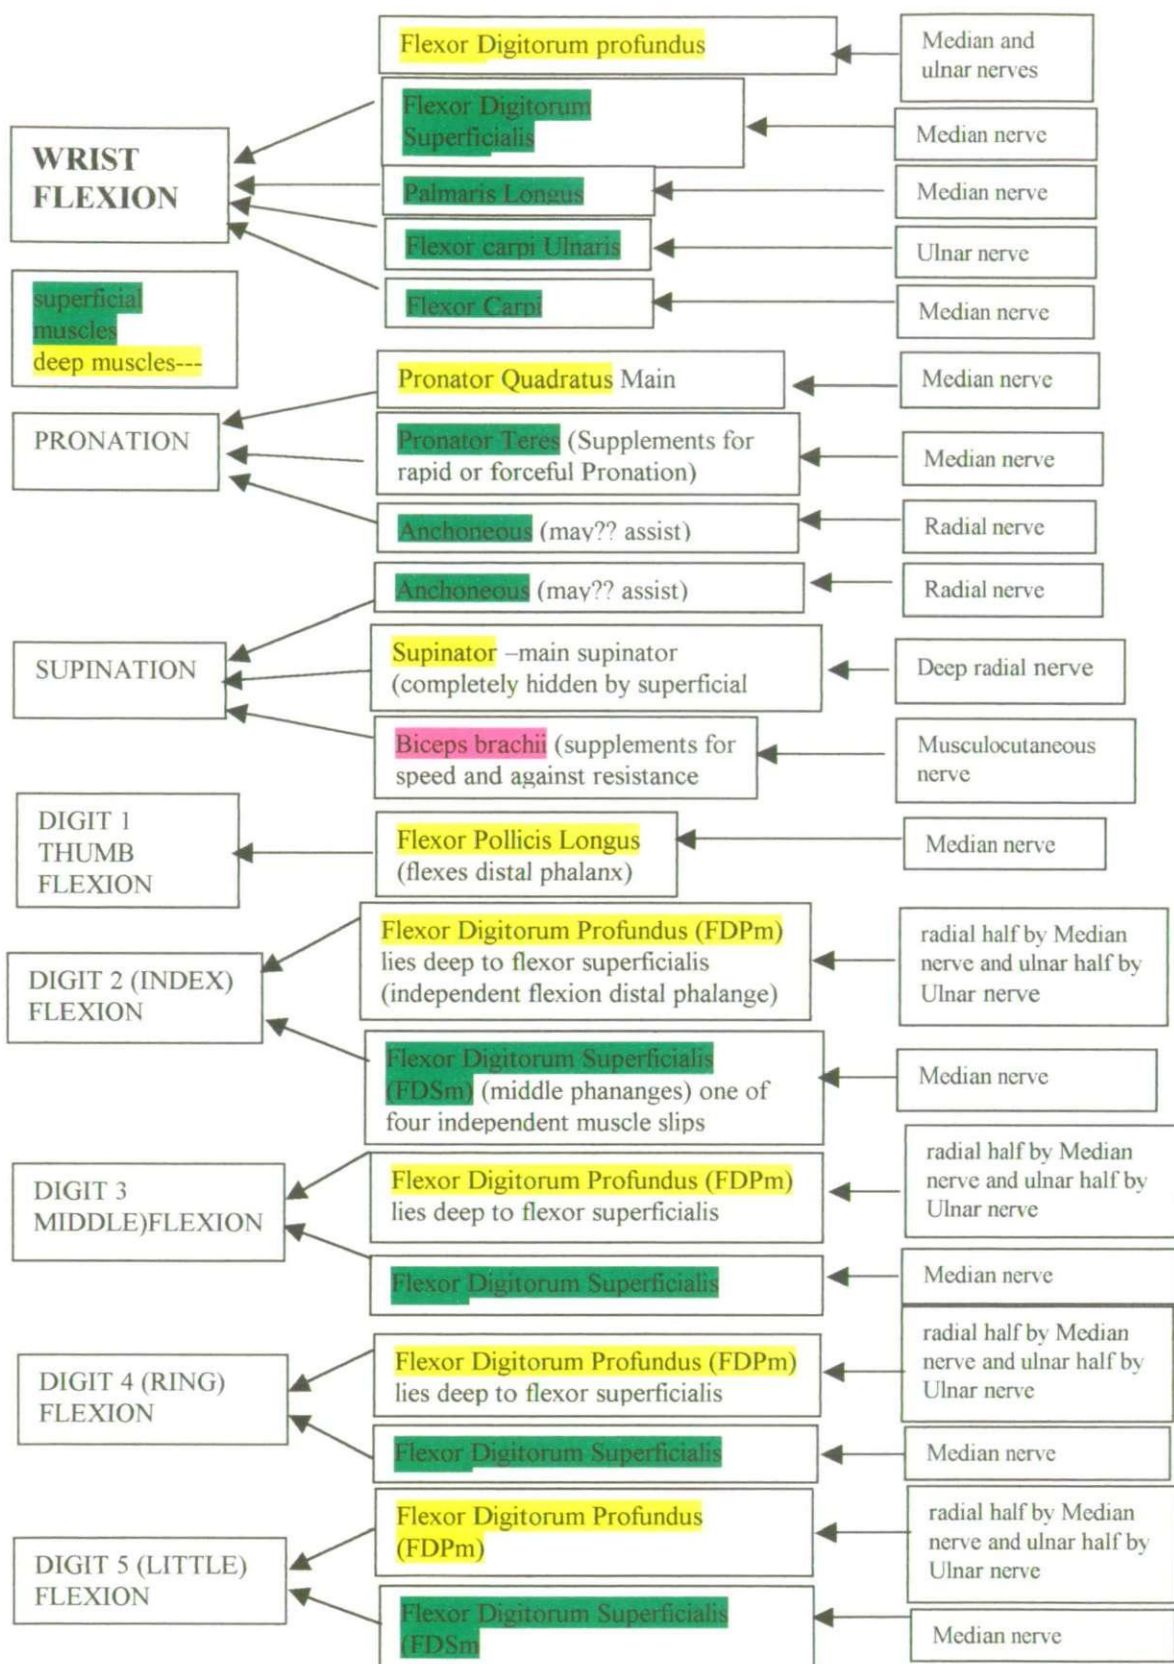 Flexor Digitorum profundus
Median and
ulnar nerves
Flexor Digitorum
Superficialis
Median nerve
WRIST
FLEXION
Palmaris Longus
Median nerve
Flexor carpi Ulnaris
Ulnar nerve
Flexor Carpi
Median nerve
superficial
muscles
deep muscles---
Pronator Quadratus Main
Median nerve
PRONATION
Pronator Teres (Supplements for
rapid or forceful Pronation)
Median nerve
Anchoneous (may?? assist)
Radial nerve
Anchoneous (may?? assist)
Radial nerve
SUPINATION
Supinator –main supinator
(completely hidden by superficial
Deep radial nerve
Biceps brachii (supplements for
speed and against resistance
Musculocutaneous
nerve
DIGIT 1
THUMB
FLEXION
Flexor Pollicis Longus
(flexes distal phalanx)
Median nerve
DIGIT 2 (INDEX)
FLEXION
Flexor Digitorum Profundus (FDPm)
lies deep to flexor superficialis
(independent flexion distal phalange)
radial half by Median
nerve and ulnar half by
Ulnar nerve
Flexor Digitorum Superficialis
(FDSm) (middle phananges) one of
four independent muscle slips
Median nerve
DIGIT 3
MIDDLE)FLEXION
Flexor Digitorum Profundus (FDPm)
lies deep to flexor superficialis
radial half by Median
nerve and ulnar half by
Ulnar nerve
Flexor Digitorum Superficialis
Median nerve
DIGIT 4 (RING)
FLEXION
Flexor Digitorum Profundus (FDPm)
lies deep to flexor superficialis
radial half by Median
nerve and ulnar half by
Ulnar nerve
Flexor Digitorum Superficialis
Median nerve
DIGIT 5 (LITTLE)
FLEXION
Flexor Digitorum Profundus
(FDPm)
radial half by Median
nerve and ulnar half by
Ulnar nerve
Flexor Digitorum Superficialis
(FDSm
Median nerve